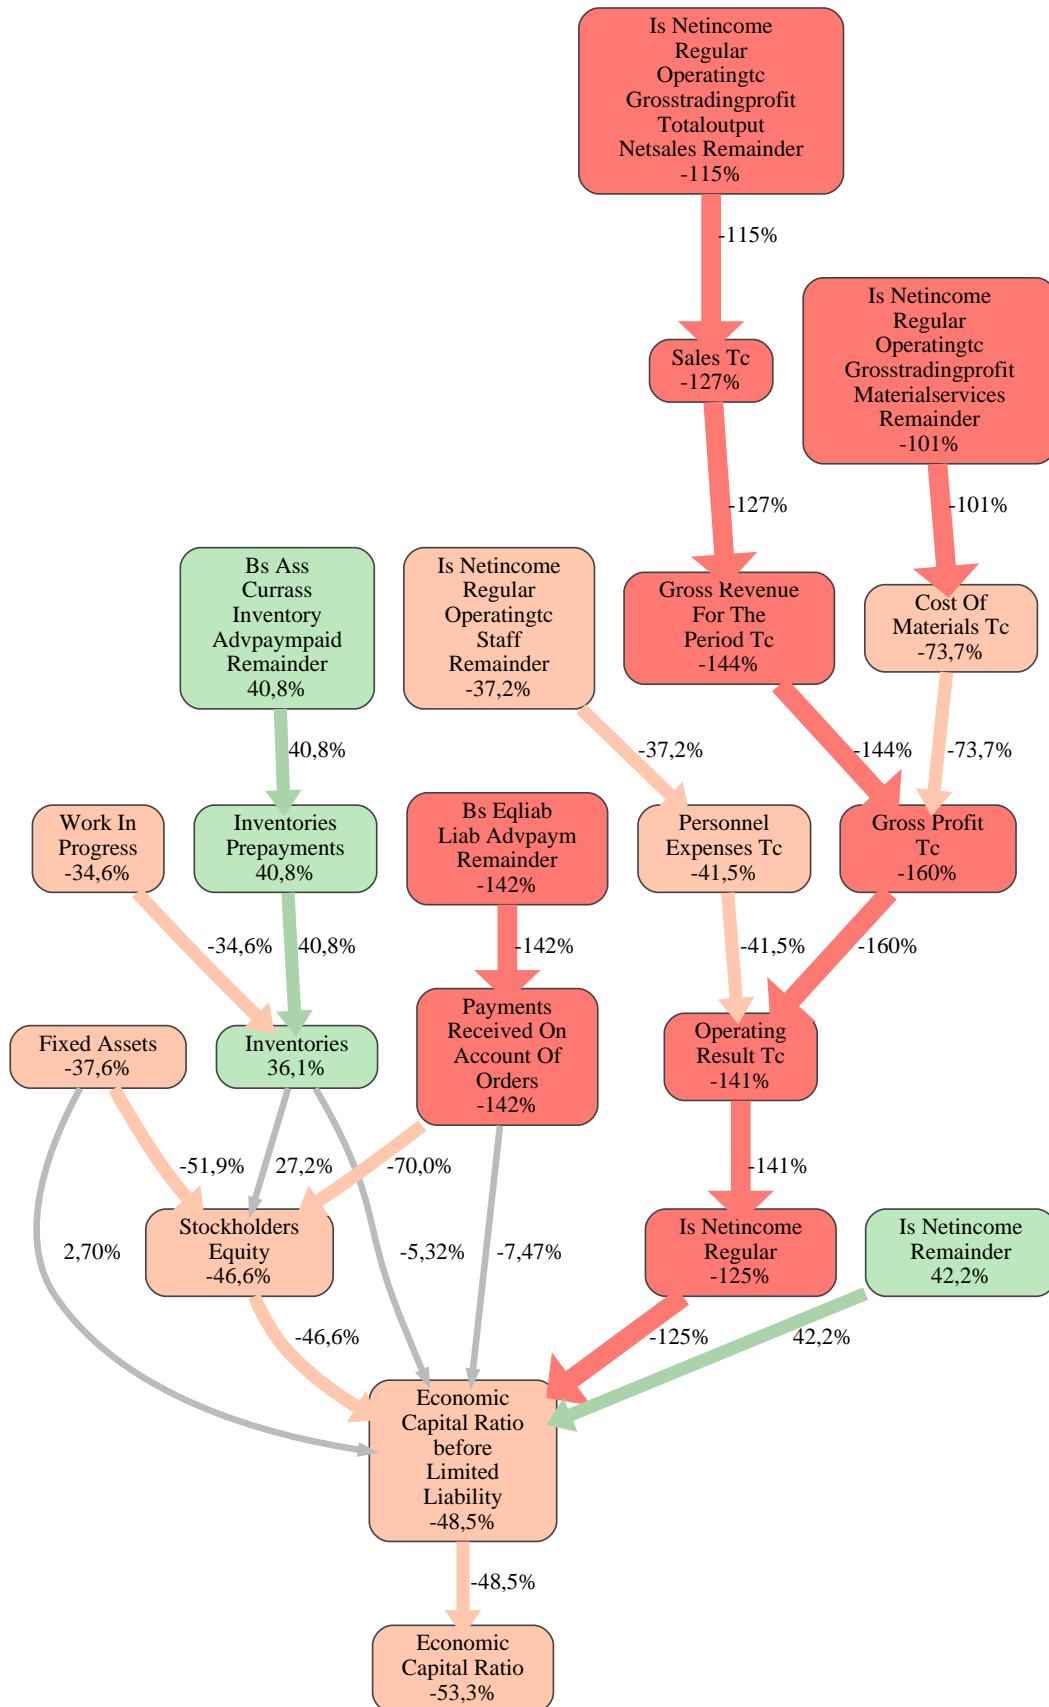 Is Netincome
Regular
Operatingtc
Grosstradingprofit
Totaloutput
Netsales Remainder
-115%
-115%
Is Netincome
Regular
Operatingtc
Grosstradingprofit
Materialservices
Remainder
-101%
Sales Tc
-127%
-127%
-101%
Bs Ass
Currass
Inventory
Advpaympaid
Remainder
40,8%
Is Netincome
Regular
Operatingtc
Staff
Remainder
-37,2%
Gross Revenue
For The
Period Tc
-144%
Cost Of
Materials Tc
-73,7%
40,8%
-37,2%
-144%
-73,7%
Work In
Progress
-34,6%
Inventories
Prepayments
40,8%
Bs Eqliab
Liab Advpaym
Remainder
-142%
Personnel
Expenses Tc
-41,5%
Gross Profit
Tc
-160%
-34,6%
40,8%
-142%
-41,5%
-160%
Fixed Assets
-37,6%
Inventories
36,1%
Payments
Received On
Account Of
Orders
-142%
Operating
Result Tc
-141%
-51,9%
27,2%
-70,0%
-141%
Stockholders
Equity
-46,6%
Is Netincome
Regular
-125%
Is Netincome
Remainder
42,2%
2,70%
-5,32%
-7,47%
-46,6%
-125%
42,2%
Economic
Capital Ratio
before
Limited
Liability
-48,5%
-48,5%
Economic
Capital Ratio
-53,3%